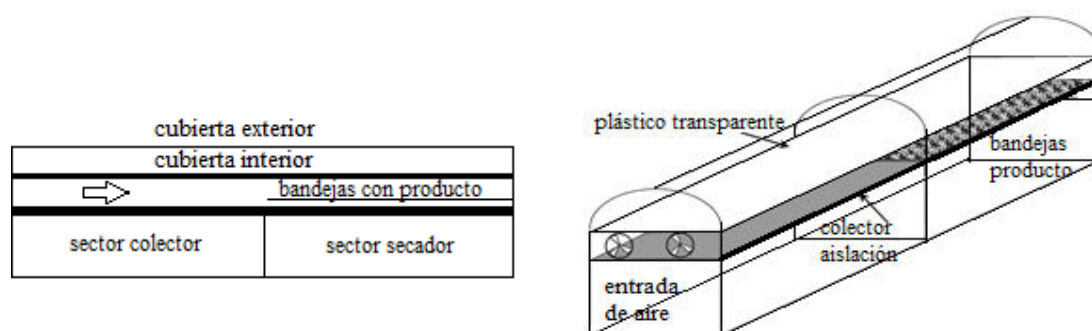 cubierta exterior
cubierta interior
bandejas con producto
sector colector
sector secador
plástico transparente
bandejas
producto
colector
aislación
entrada
de aire